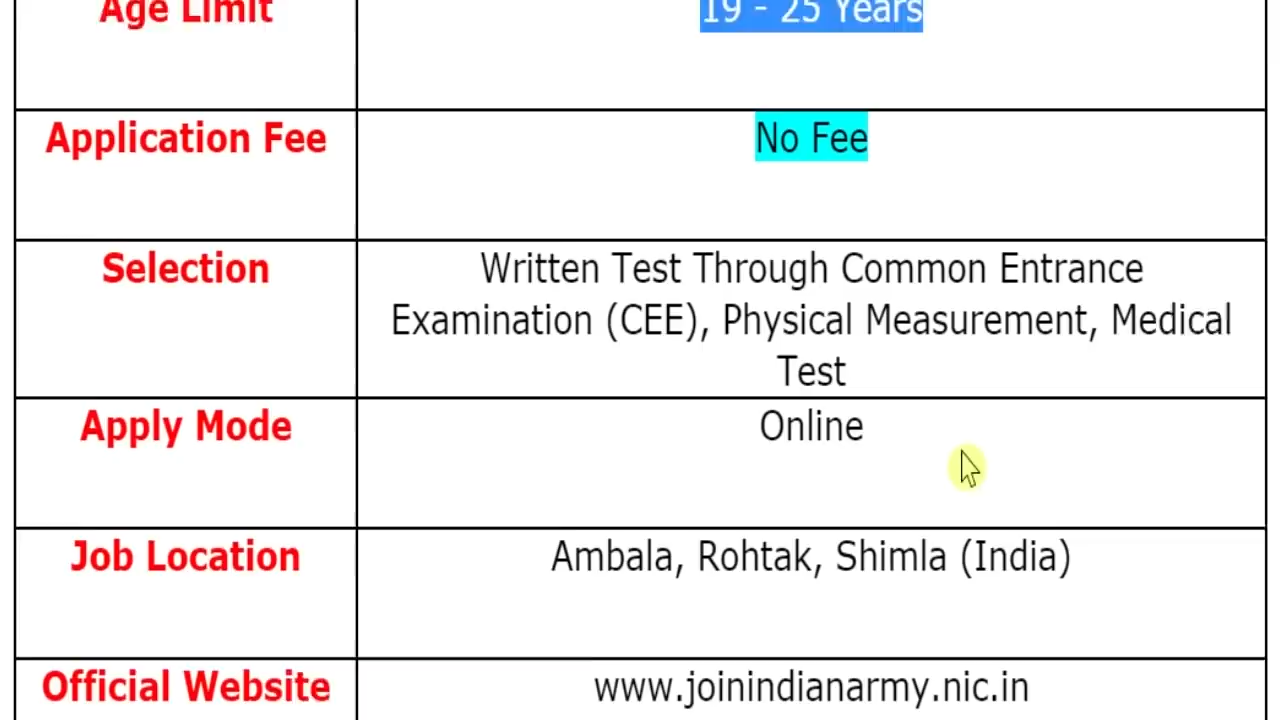 Age Limit
19 - 25 Years
Application Fee
No Fee
Selection
Written Test Through Common Entrance
Examination (CEE), Physical Measurement, Medical
Test
Apply Mode
Online
Job Location
Ambala, Rohtak, Shimla (India)
Official Website
www.joinindianarmy.nic.in